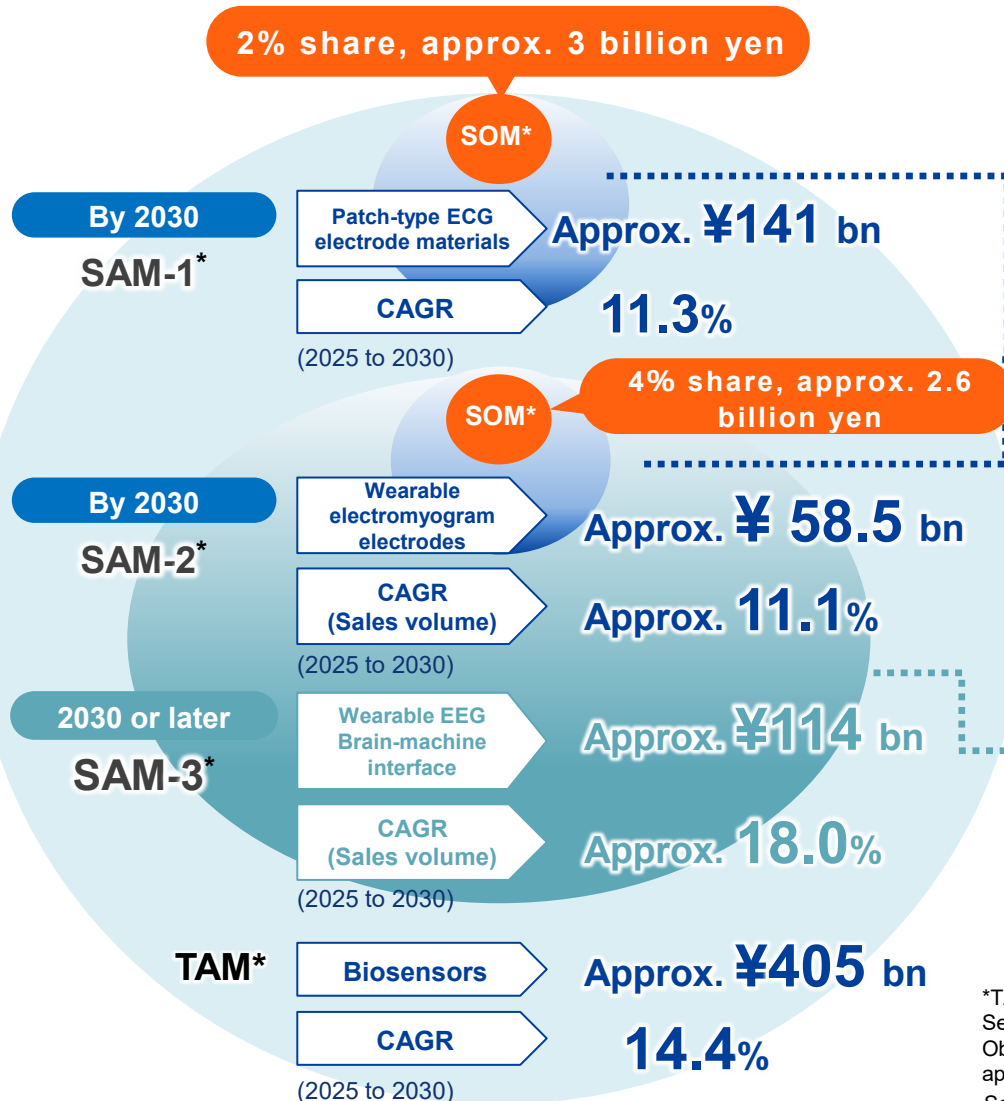 2% share, approx. 3 billion yen
SOM*
By 2030
SAM-1*
Patch-type ECG
electrode materials
Approx. ¥141 bn
CAGR
11.3%
(2025 to 2030)
SOM*
4% share, approx. 2.6
billion yen
By 2030
SAM-2*
Wearable
electromyogram
electrodes
Approx. ¥ 58.5 bn
CAGR
(Sales volume)
Approx. 11.1%
(2025 to 2030)
2030 or later
SAM-3*
Wearable EEG
Brain-machine
interface
Approx. ¥114 bn
CAGR
(Sales volume)
Approx. 18.0%
(2025 to 2030)
TAM*
Biosensors
Approx. ¥405 bn
CAGR
14.4%
(2025 to 2030)